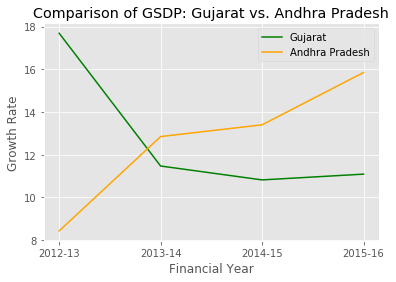 Comparison of GSDP: Gujarat vs. Andhra Pradesh
18
16
14
12
10
8
Growth Rate
Gujarat
Andhra Pradesh
2012-13 2013-14 2014-15 2015-16
Financial Year